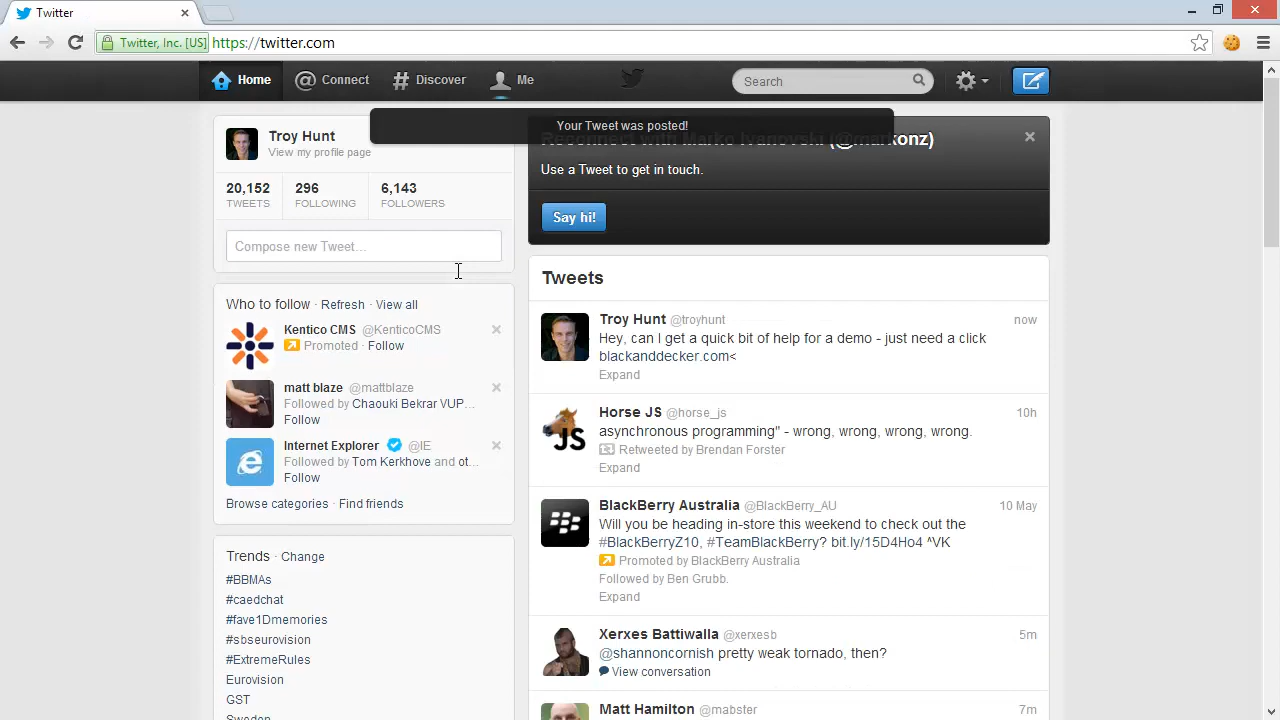 Twitter
Twitter, Inc. [US] https://twitter.com
Home Connect Discover Me Search
Your Tweet was posted!
Troy Hunt
View my profile page
20,152 296 6,143
TWEETS FOLLOWING FOLLOWERS
Compose new Tweet...
Reconnect with Marko Ivanovski (@markonz)
Use a Tweet to get in touch.
Say hi!
Who to follow · Refresh · View all
Kentico CMS @KenticoCMS
Promoted · Follow
matt blaze @mattblaze
Followed by Chaouki Bekrar VUP...
Follow
Internet Explorer @IE
Followed by Tom Kerkhove and ot...
Follow
Browse categories · Find friends
Trends · Change
#BBMAs
#caedchat
#fave1Dmemories
#sbseurovision
#ExtremeRules
Eurovision
GST
Sweden
Tweets
Troy Hunt @troyhunt now
Hey, can I get a quick bit of help for a demo - just need a click
blackanddecker.com<
Expand
Horse JS @horse_js 10h
asynchronous programming" - wrong, wrong, wrong, wrong.
Retweeted by Brendan Forster
Expand
JS
BlackBerry Australia @BlackBerry_AU 10 May
Will you be heading in-store this weekend to check out the
#BlackBerryZ10, #TeamBlackBerry? bit.ly/15D4Ho4 ^VK
Promoted by BlackBerry Australia
Followed by Ben Grubb.
Expand
Xerxes Battiwalla @xerxesb 5m
@shannoncornish pretty weak tornado, then?
View conversation
Matt Hamilton @mabster 7m